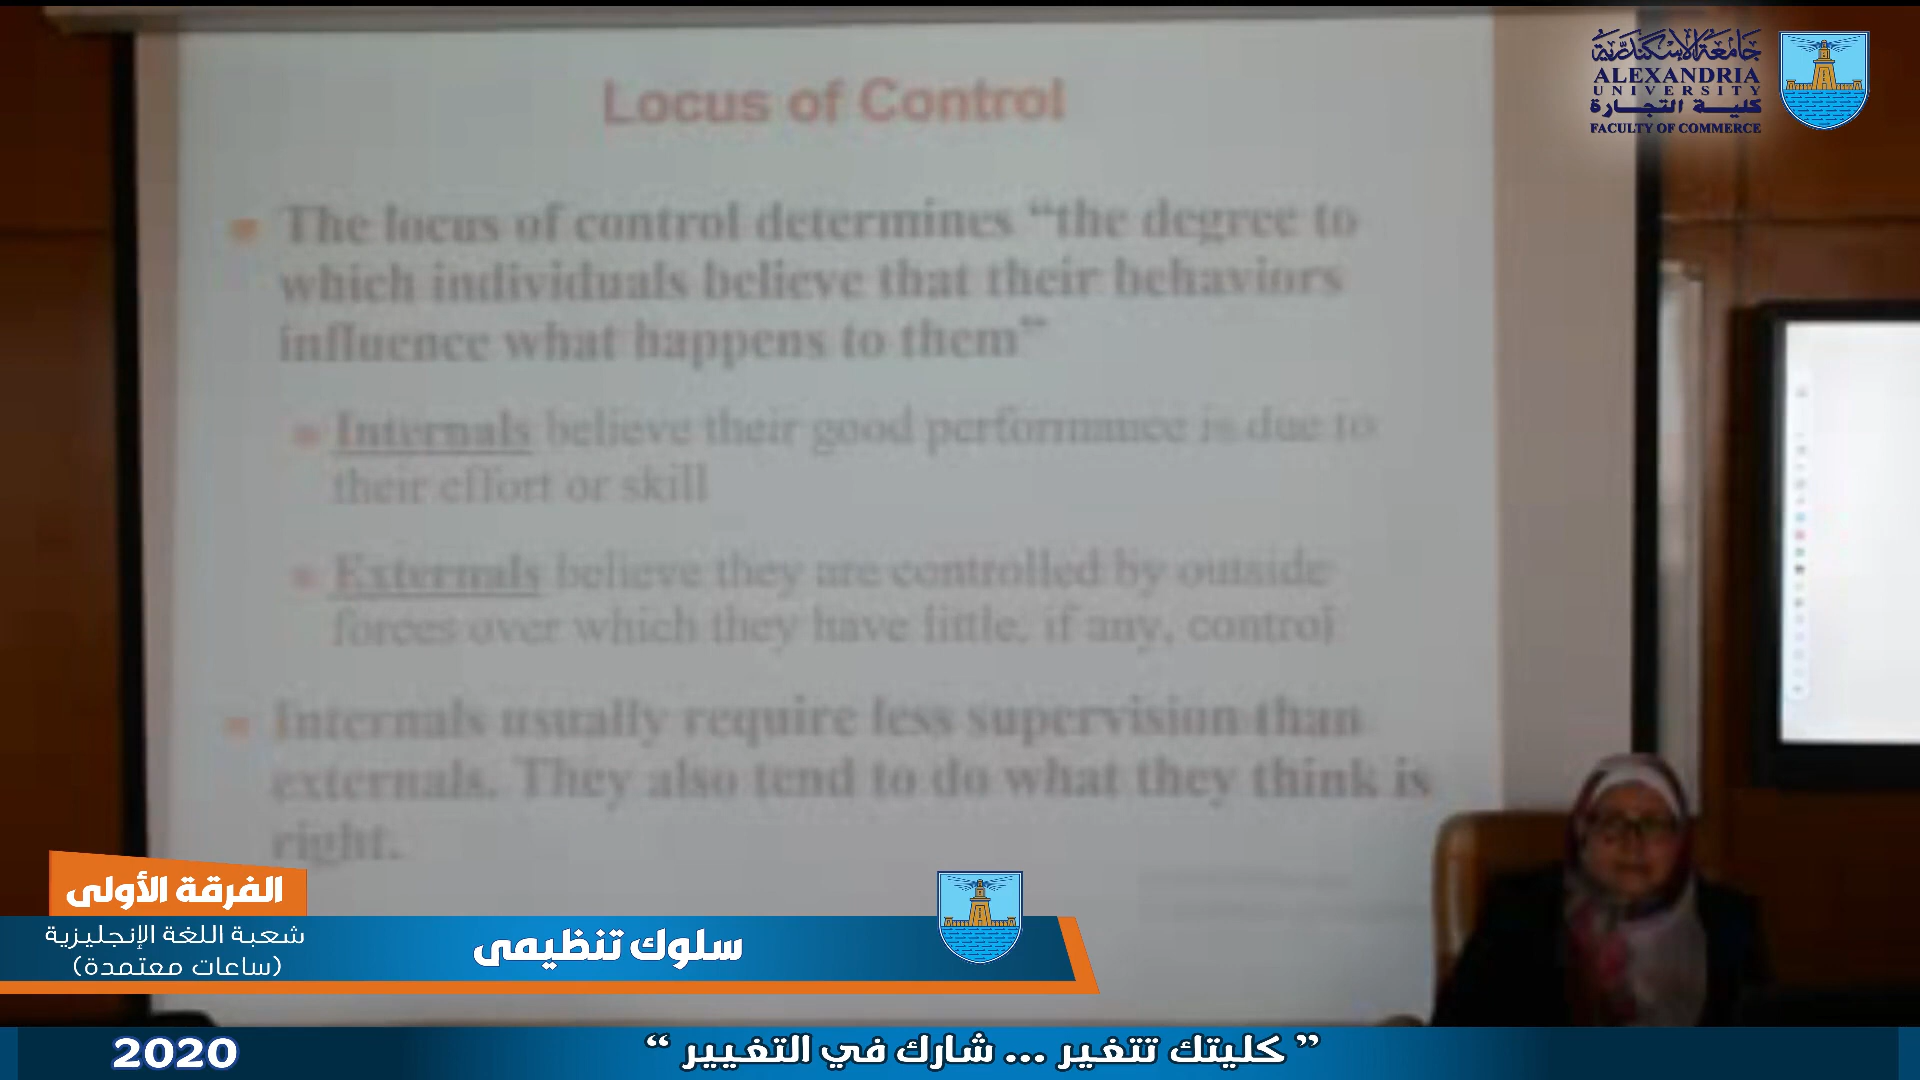 Locus of Control
The locus of control determines “the degree to
which individuals believe that their behaviors
influence what happens to them”
Internals believe their good performance is due to
their effort or skill
Externals believe they are controlled by outside
forces over which they have little, if any, control
Internals usually require less supervision than
externals. They also tend to do what they think is
right.
جامعة الإسكندرية
ALEXANDRIA
UNIVERSITY
كلية التجارة
FACULTY OF COMMERCE
الفرقة الأولى
شعبة اللغة الإنجليزية
(ساعات معتمدة)
سلوك تنظيمى
2020
” كليتك تتغير ... شارك في التغيير “